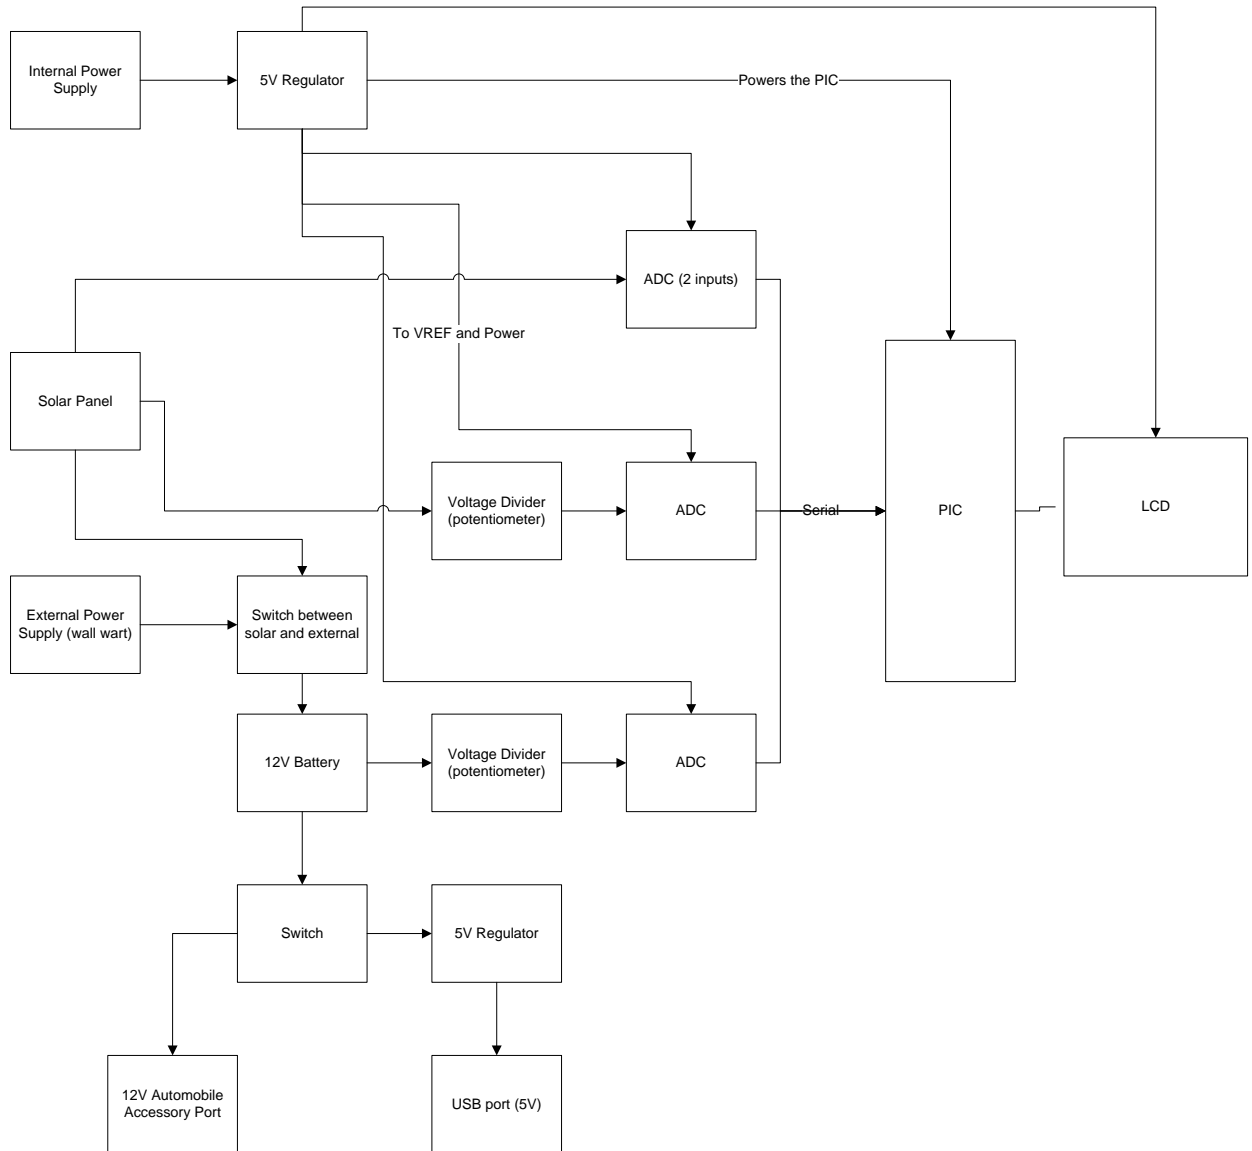 Internal Power
Supply
5V Regulator
Powers the PIC
ADC (2 inputs)
To VREF and Power
Solar Panel
Voltage Divider
(potentiometer)
ADC
Serial
PIC
LCD
External Power
Supply (wall wart)
Switch between
solar and external
12V Battery
Voltage Divider
(potentiometer)
ADC
Switch
5V Regulator
12V Automobile
Accessory Port
USB port (5V)